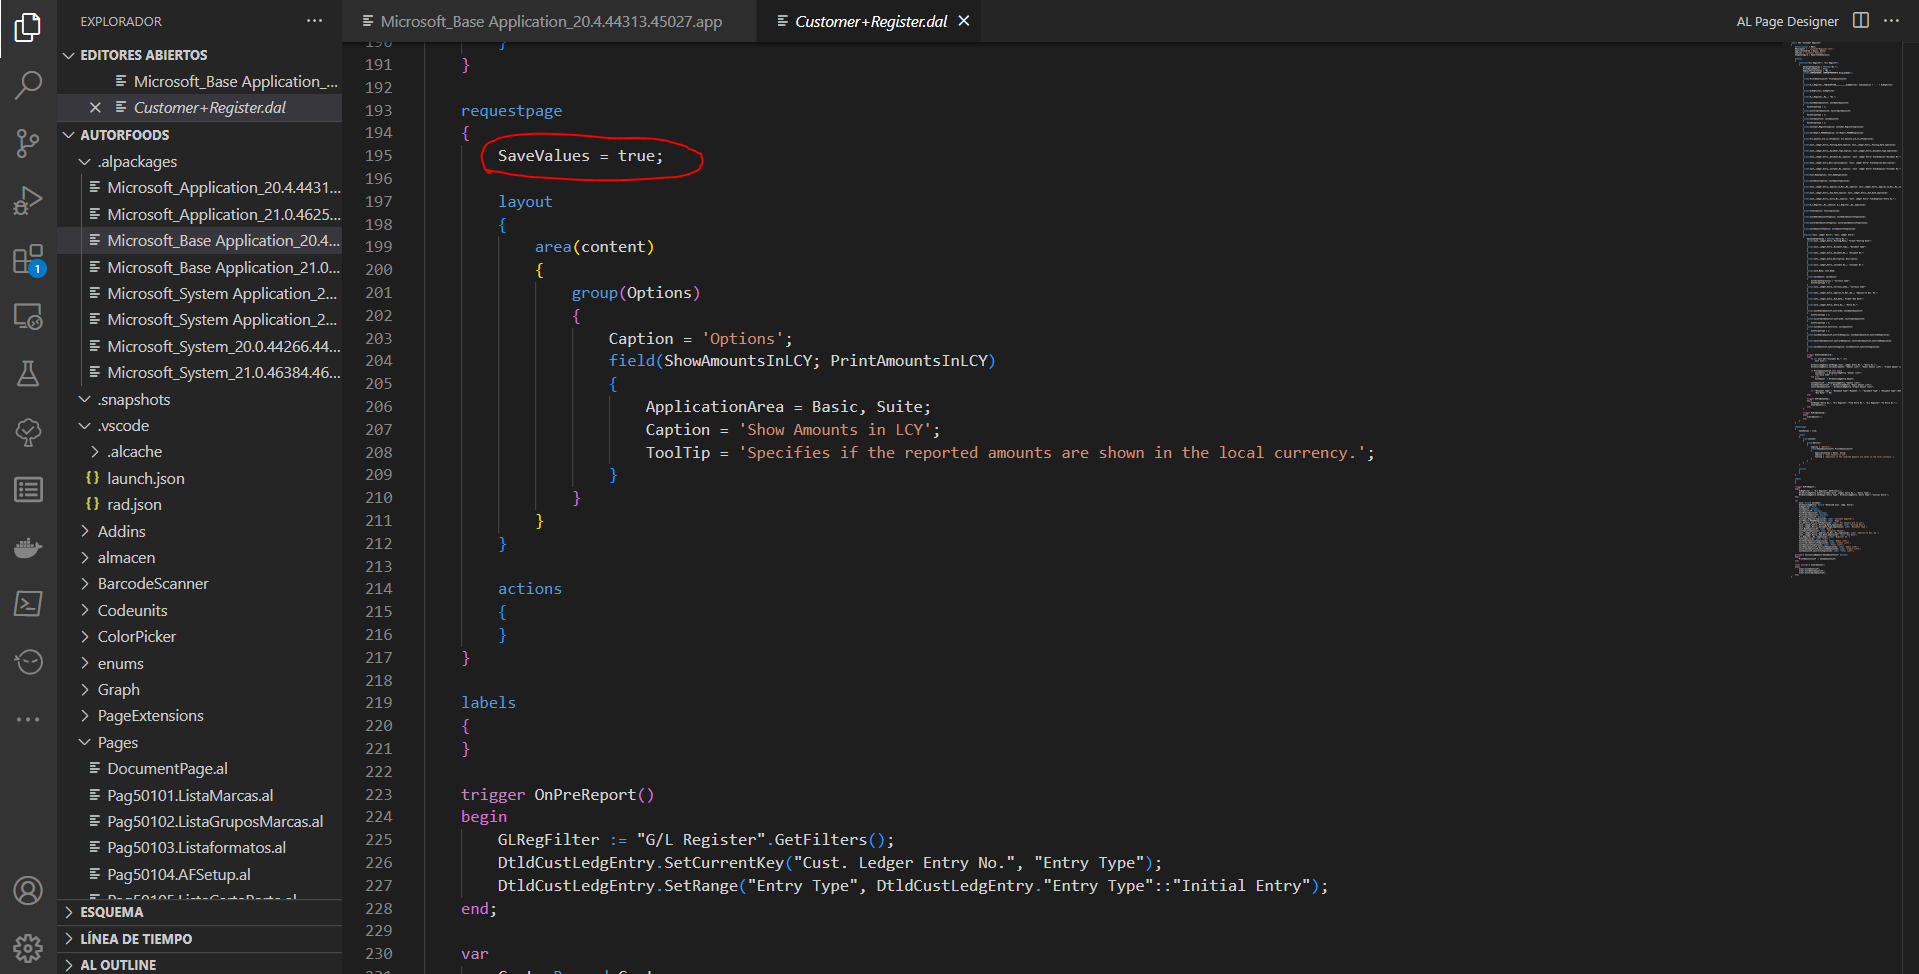 EXPLORADOR
EDITORES ABIERTOS
Microsoft_Base Application_...
Customer+Register.dal
AUTORFOODS
.alpackages
Microsoft_Application_20.4.4431...
Microsoft_Application_21.0.4625...
Microsoft_Base Application_20.4...
Microsoft_Base Application_21.0...
Microsoft_System Application_2...
Microsoft_System Application_2...
Microsoft_System_20.0.44266.44...
Microsoft_System_21.0.46384.46...
.snapshots
.vscode
.alcache
launch.json
rad.json
Addins
almacen
BarcodeScanner
Codeunits
ColorPicker
enums
Graph
PageExtensions
Pages
DocumentPage.al
Pag50101.ListaMarcas.al
Pag50102.ListaGruposMarcas.al
Pag50103.Listaformatos.al
Pag50104.AFSetup.al
ESQUEMA
LÍNEA DE TIEMPO
AL OUTLINE
1
Microsoft_Base Application_20.4.44313.45027.app
Customer+Register.dal
AL Page Designer
190 }
191 }
192
193 requestpage
194 {
195 SaveValues = true;
196
197 layout
198 {
199 area(content)
200 {
201 group(Options)
202 {
203 Caption = 'Options';
204 field(ShowAmountsInLCY; PrintAmountsInLCY)
205 {
206 ApplicationArea = Basic, Suite;
207 Caption = 'Show Amounts in LCY';
208 ToolTip = 'Specifies if the reported amounts are shown in the local currency.';
209 }
210 }
211 }
212 }
213
214 actions
215 {
216 }
217 }
218
219 labels
220 {
221 }
222
223 trigger OnPreReport()
224 begin
225 GLRegFilter := "G/L Register".GetFilters();
226 DtldCustLedgEntry.SetCurrentKey("Cust. Ledger Entry No.", "Entry Type");
227 DtldCustLedgEntry.SetRange("Entry Type", DtldCustLedgEntry."Entry Type"::"Initial Entry");
228 end;
229
230 var